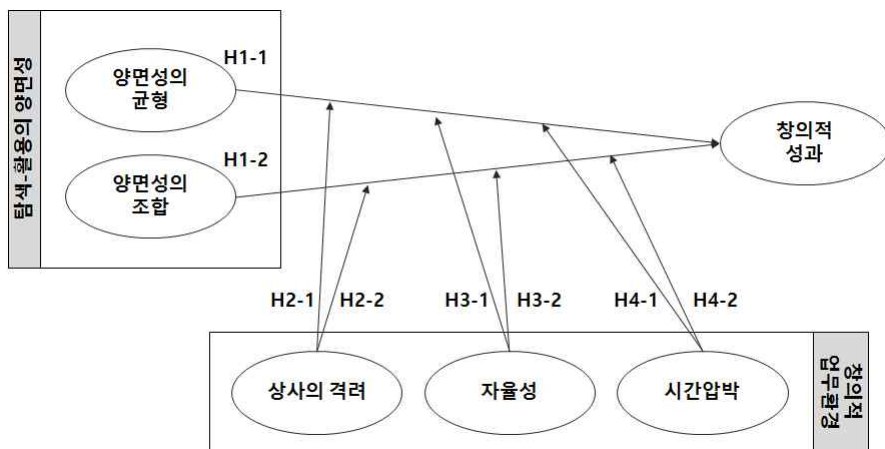 탐색-활용의 양면성
양면성의
균형
H1-1
양면성의
조합
H1-2
창의적
성과
H2-1
H2-2
H3-1
H3-2
H4-1
H4-2
상사의 격려
자율성
시간압박
창의적
업무환경